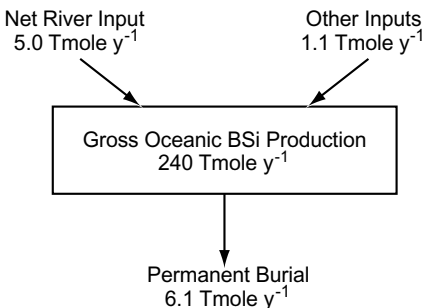 Net River Input
5.0 Tmole y⁻¹
Other Inputs
1.1 Tmole y⁻¹
Gross Oceanic BSi Production
240 Tmole y⁻¹
Permanent Burial
6.1 Tmole y⁻¹